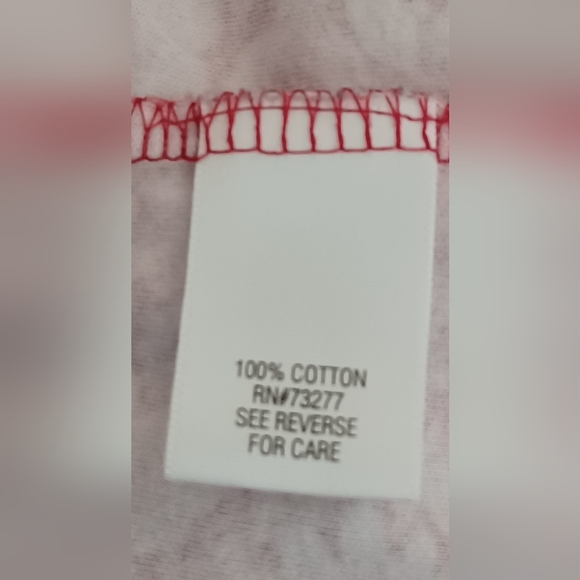 100% COTTON
RN#73277
SEE REVERSE
FOR CARE